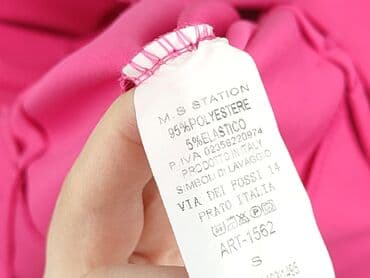 M.S STATION
95%POLYESTERE
5%ELASTICO
P.IVA 02358220974
PRODOTTO IN ITALY
SIMBOLI DI LAVAGGIO
VIA DEI FOSSI 14
PRATO ITALIA
ART-1562
S